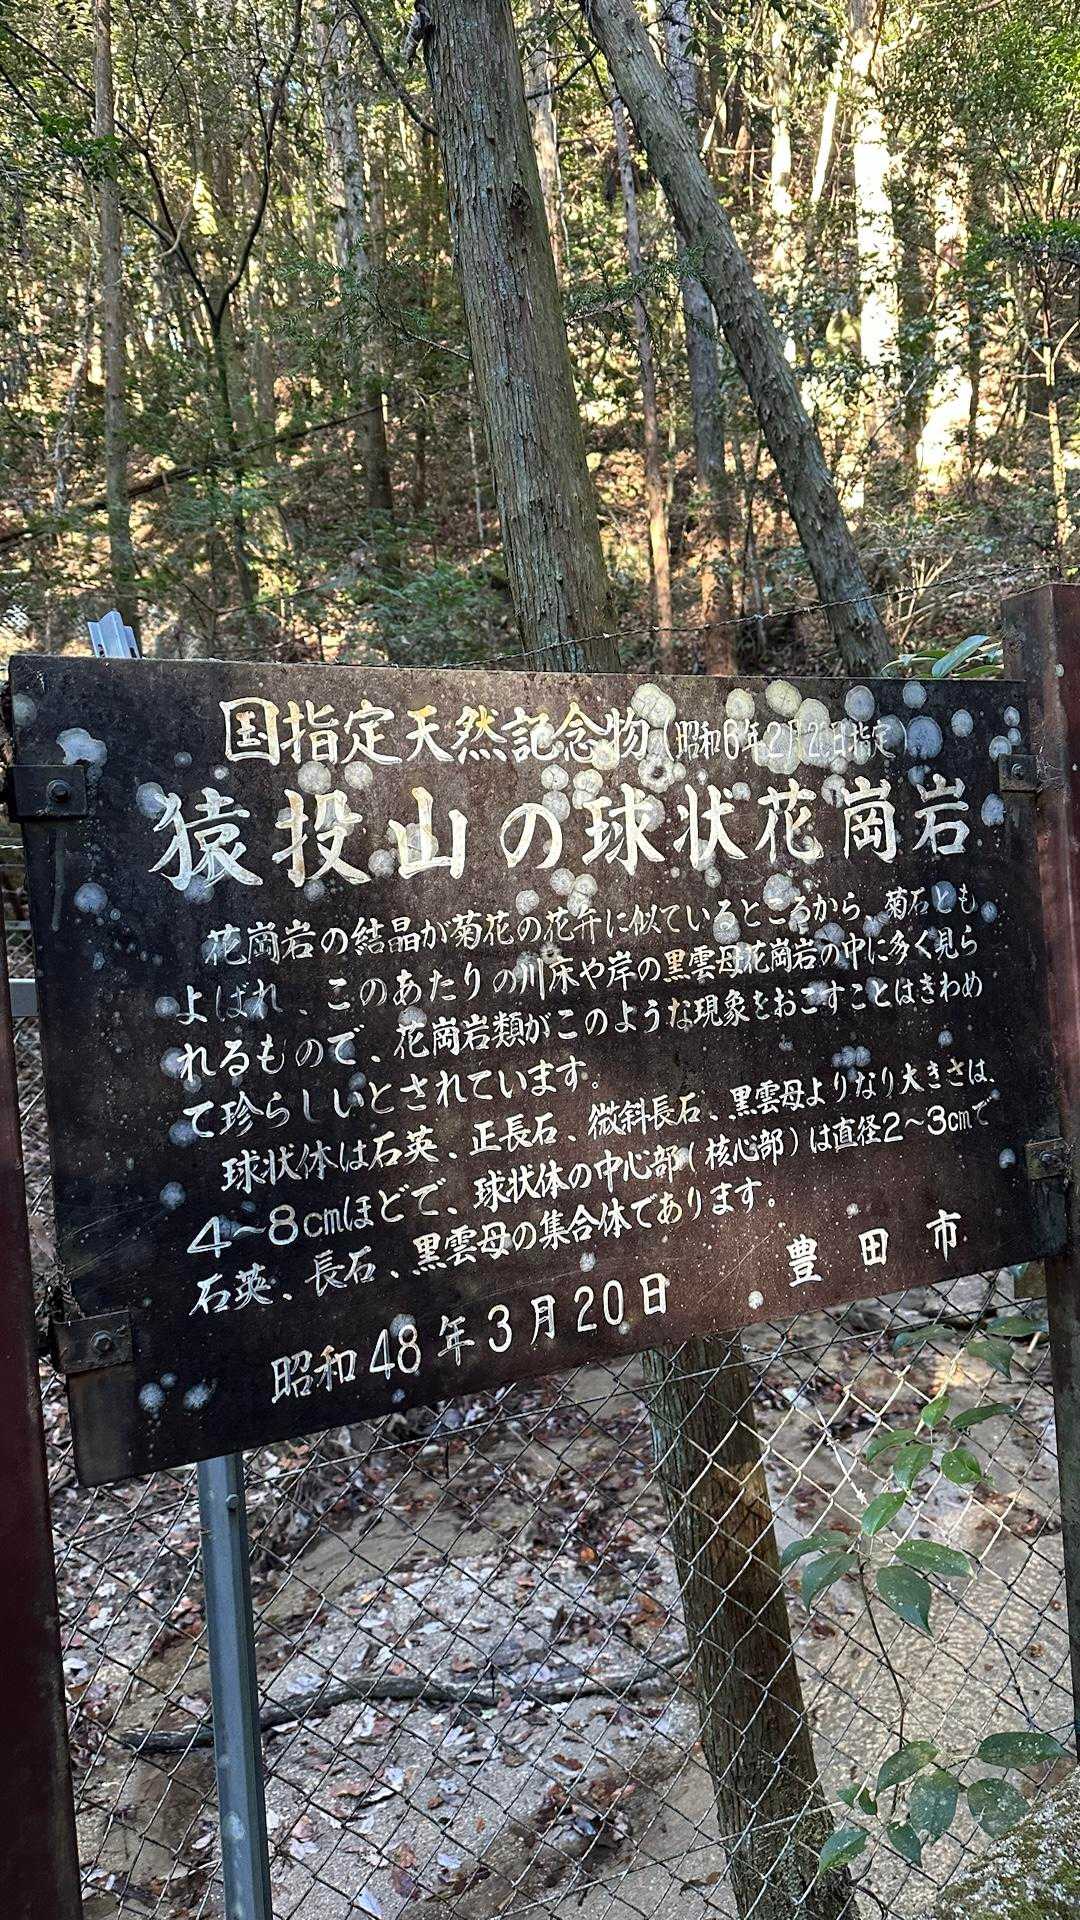 国指定天然記念物(昭和6年2月20日指定)
猿投山の球状花崗岩
花崗岩の結晶が菊花の花弁に似ているところから、菊石とも
よばれ、このあたりの川床や岸の黒雲母花崗岩の中に多く見ら
れるもので、花崗岩類がこのような現象をおこすことはきわめ
て珍らしいとされています。
球状体は石英、正長石、微斜長石、黒雲母よりなり大きさは、
4~8cmほどで、球状体の中心部(核心部)は直径2~3cmで
石英、長石、黒雲母の集合体であります。
昭和48年3月20日
豊田市